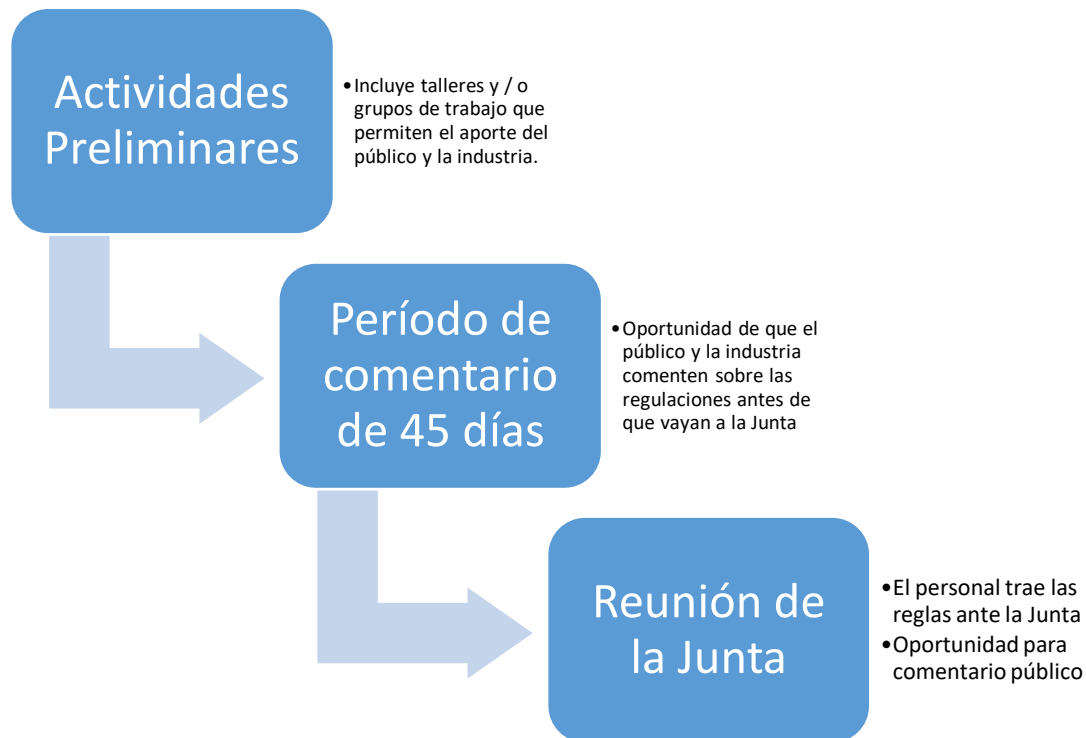 Actividades
Preliminares
•Incluye talleres y / o
grupos de trabajo que
permiten el aporte del
público y la industria.
Período de
comentario
de 45 días
•Oportunidad de que el
público y la industria
comenten sobre las
regulaciones antes de
que vayan a la Junta
Reunión de
la Junta
•El personal trae las
reglas ante la Junta
•Oportunidad para
comentario público